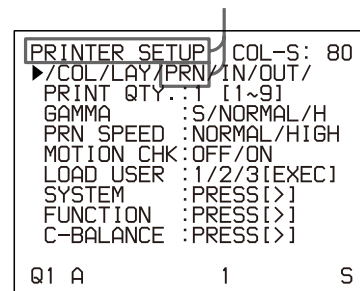 PRINTER SETUP COL-S: 80
▶/COL/LAY/PRN/IN/OUT/
PRINT QTY.:1 [1~9]
GAMMA :S/NORMAL/H
PRN SPEED :NORMAL/HIGH
MOTION CHK:OFF/ON
LOAD USER :1/2/3[EXEC]
SYSTEM :PRESS[>]
FUNCTION :PRESS[>]
C-BALANCE :PRESS[>]
Q1 A 1 S